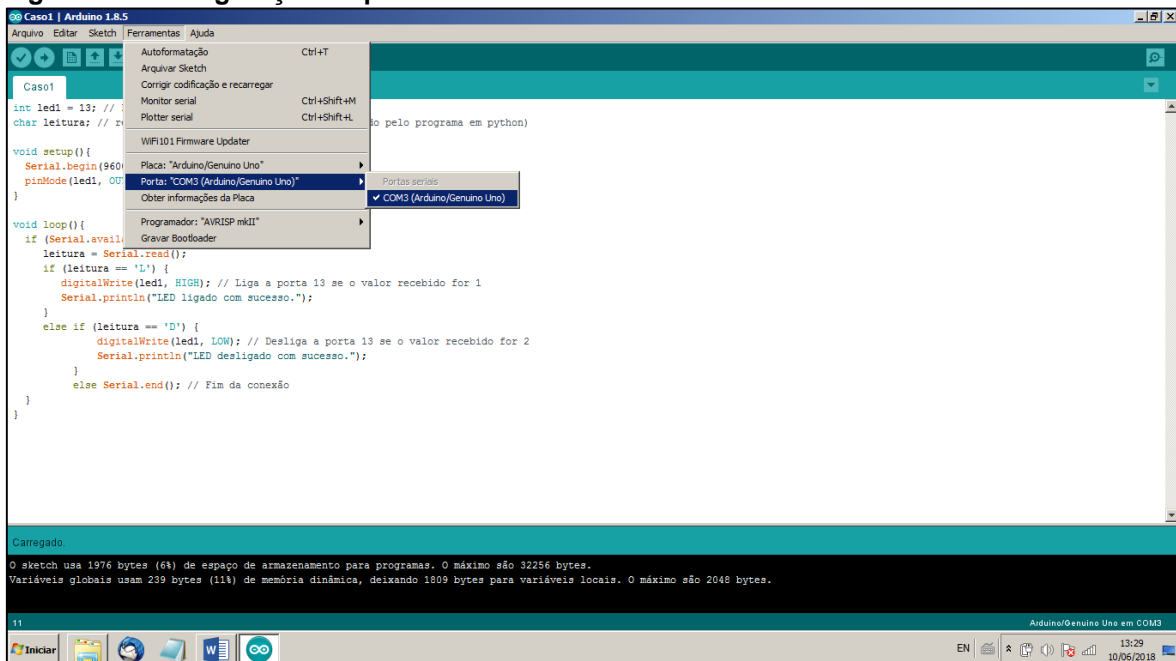 Caso1 | Arduino 1.8.5
Arquivo Editar Sketch Ferramentas Ajuda
Autoformatação Ctrl+T
Arquivar Sketch
Corrigir codificação e recarregar
Monitor serial Ctrl+Shift+M
Plotter serial Ctrl+Shift+L
WiFi101 Firmware Updater
Placa: "Arduino/Genuino Uno"
Porta: "COM3 (Arduino/Genuino Uno)"
Obter informações da Placa
Programador: "AVRISP mkII"
Gravar Bootloader
Portas seriais
COM3 (Arduino/Genuino Uno)
Caso1
int led1 = 13; //
char leitura; // pelo programa em python)
void setup(){
Serial.begin(960
pinMode(led1,
}
void loop(){
if (Serial.avail
leitura = Serial.read();
if (leitura == 'L') {
digitalWrite(led1, HIGH); // Liga a porta 13 se o valor recebido for 1
Serial.println("LED ligado com sucesso.");
}
else if (leitura == 'D') {
digitalWrite(led1, LOW); // Desliga a porta 13 se o valor recebido for 2
Serial.println("LED desligado com sucesso.");
}
else Serial.end(); // Fim da conexão
}
}
Carregado.
O sketch usa 1976 bytes (6%) de espaço de armazenamento para programas. O máximo são 32256 bytes.
Variáveis globais usam 239 bytes (11%) de memória dinâmica, deixando 1809 bytes para variáveis locais. O máximo são 2048 bytes.
11 Arduino/Genuino Uno em COM3
Iniciar EN 13:29
10/06/2018